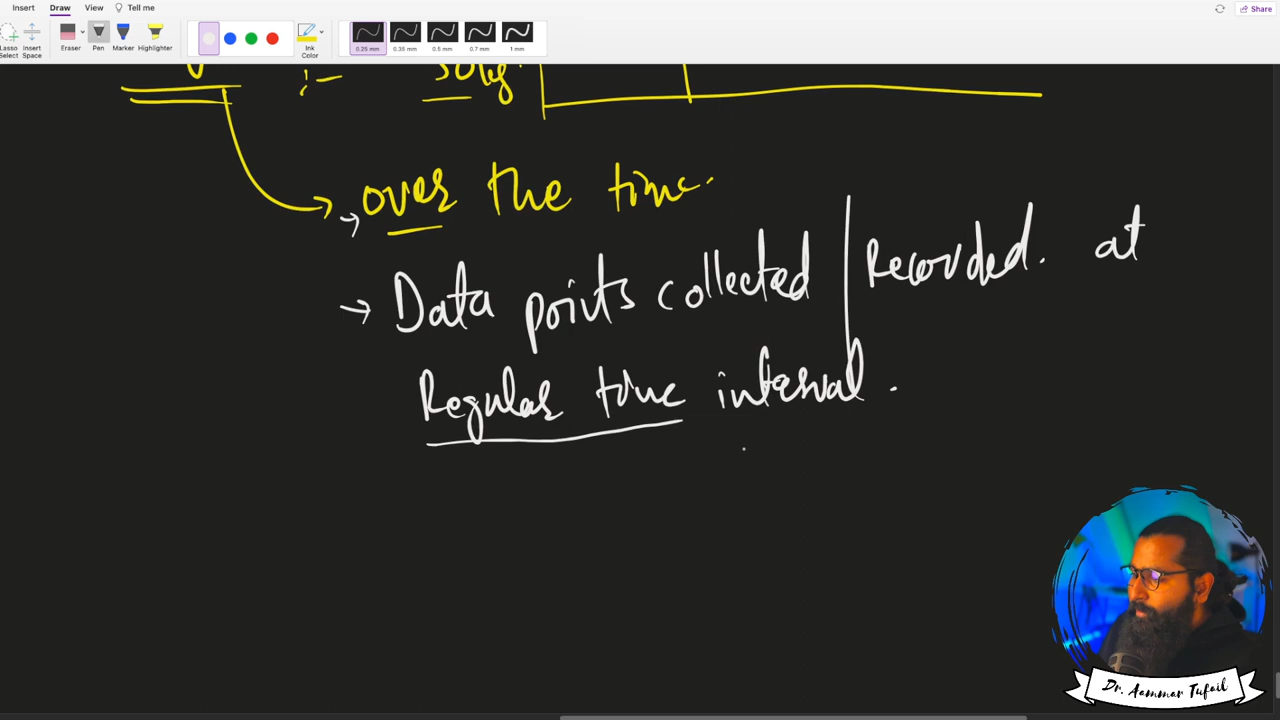 Insert Draw View Tell me
Share
Lasso Select
Insert Space
Eraser
Pen
Marker
Highlighter
Ink Color
0.25 mm
0.35 mm
0.5 mm
0.7 mm
1 mm
over the time.
→ Data points collected | Recorded. at
Regular time interval.
Dr. Aammar Tufail